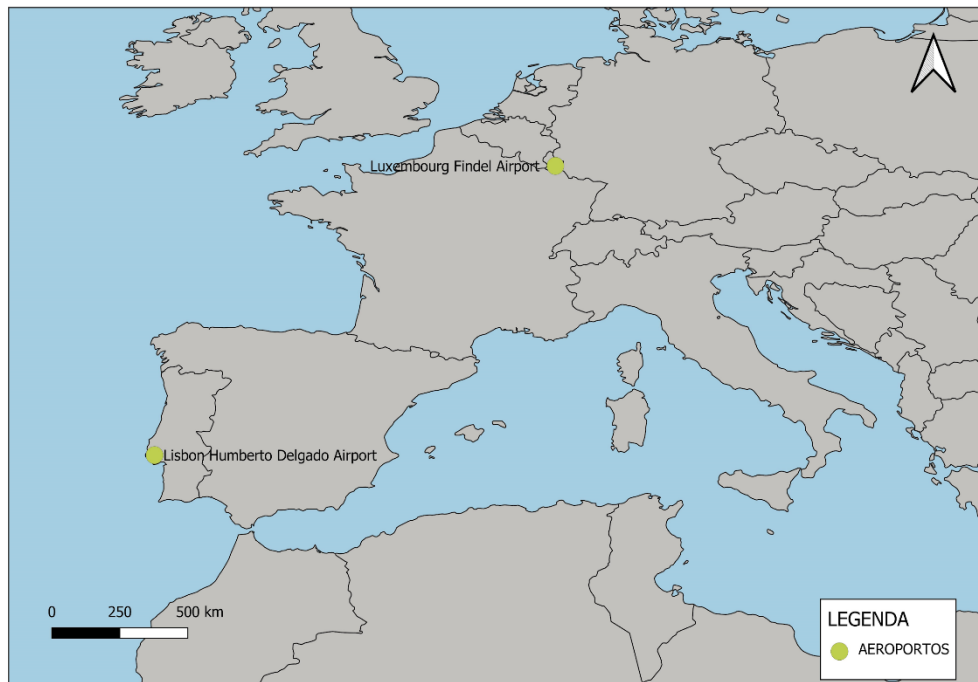 Luxembourg Findel Airport
Lisbon Humberto Delgado Airport
0 250 500 km
LEGENDA
AEROPORTOS